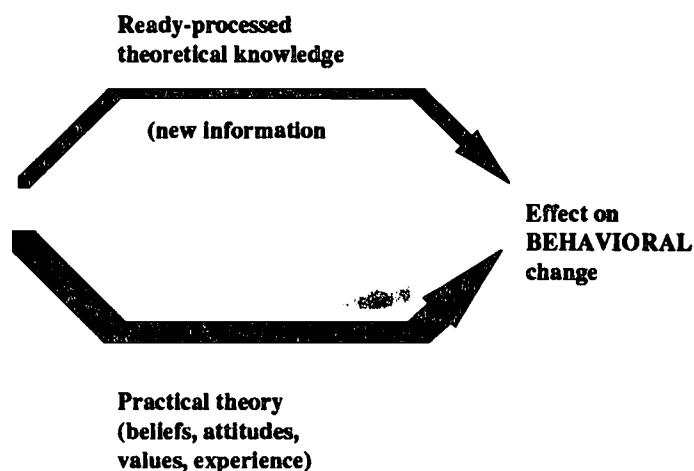 Ready-processed
theoretical knowledge
(new information
Effect on
BEHAVIORAL
change
Practical theory
(beliefs, attitudes,
values, experience)